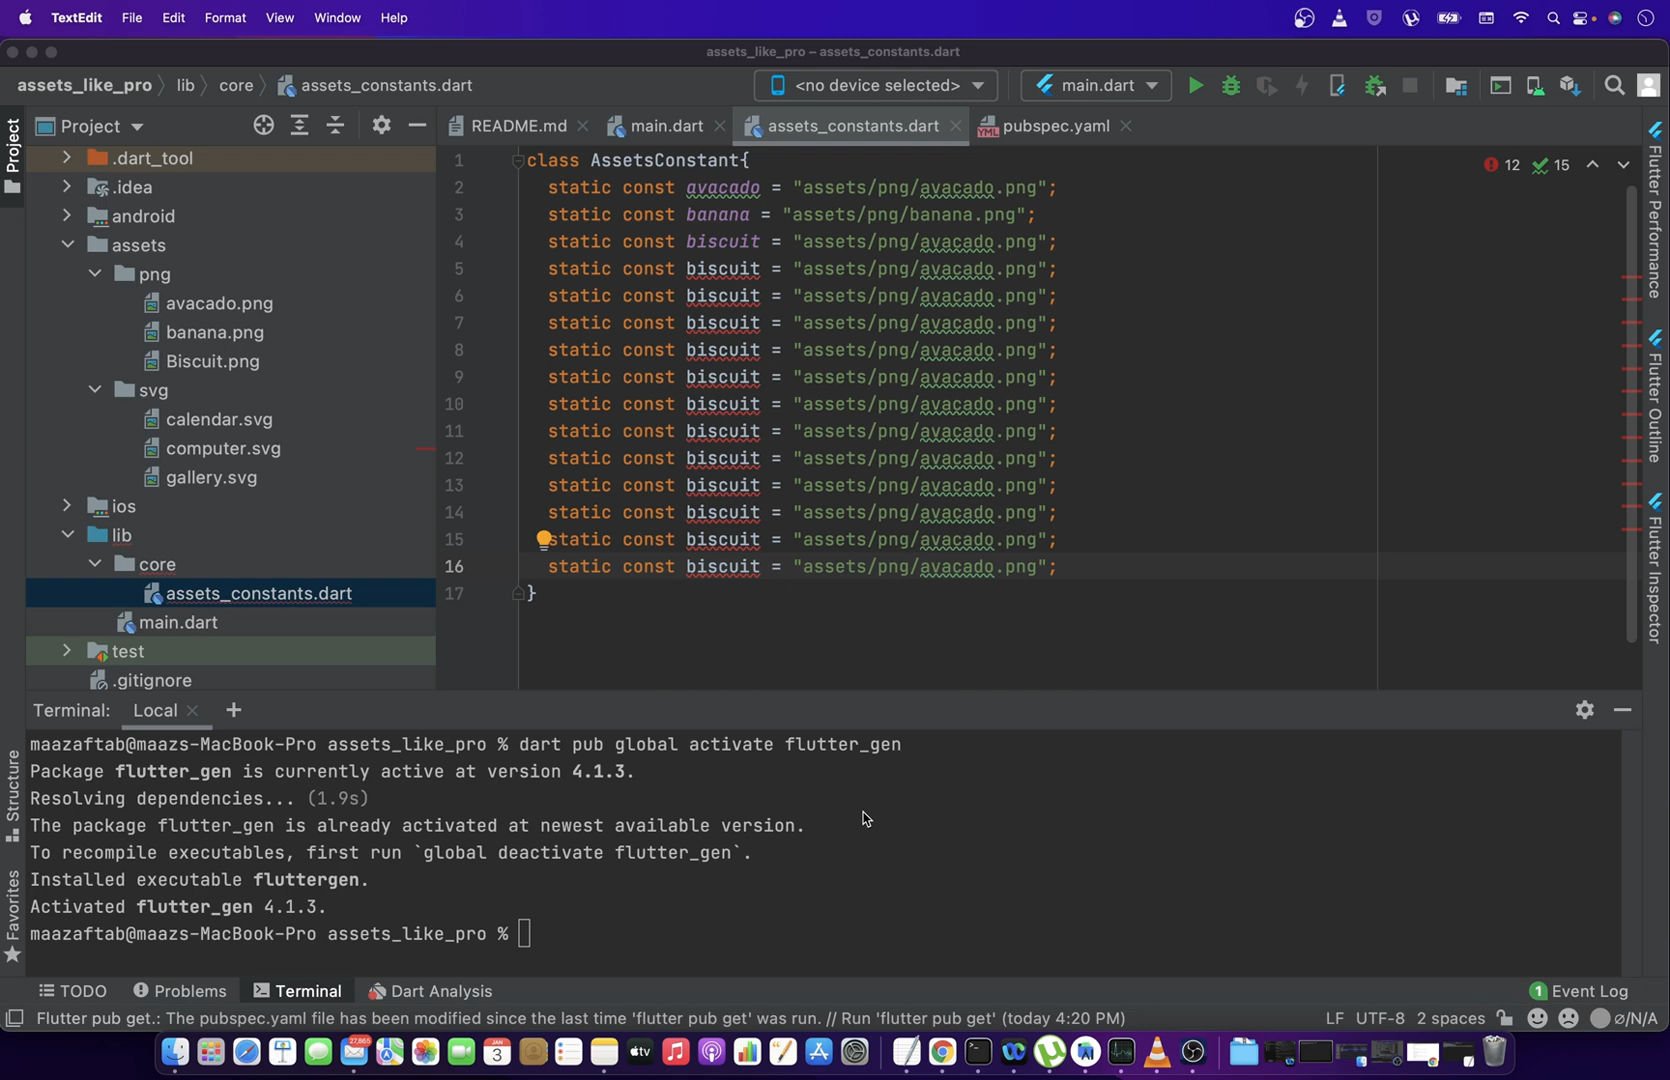 TextEdit File Edit Format View Window Help
assets_like_pro – assets_constants.dart
assets_like_pro lib core assets_constants.dart
<no device selected>
main.dart
Project
Project
README.md
main.dart
assets_constants.dart
pubspec.yaml
.dart_tool
.idea
android
assets
png
avacado.png
banana.png
Biscuit.png
svg
calendar.svg
computer.svg
gallery.svg
ios
lib
core
assets_constants.dart
main.dart
test
.gitignore
1 class AssetsConstant{
2 static const avacado = "assets/png/avacado.png";
3 static const banana = "assets/png/banana.png";
4 static const biscuit = "assets/png/avacado.png";
5 static const biscuit = "assets/png/avacado.png";
6 static const biscuit = "assets/png/avacado.png";
7 static const biscuit = "assets/png/avacado.png";
8 static const biscuit = "assets/png/avacado.png";
9 static const biscuit = "assets/png/avacado.png";
10 static const biscuit = "assets/png/avacado.png";
11 static const biscuit = "assets/png/avacado.png";
12 static const biscuit = "assets/png/avacado.png";
13 static const biscuit = "assets/png/avacado.png";
14 static const biscuit = "assets/png/avacado.png";
15 static const biscuit = "assets/png/avacado.png";
16 static const biscuit = "assets/png/avacado.png";
17 }
12 15
Flutter Performance
Flutter Outline
Flutter Inspector
Structure
Favorites
Terminal: Local
maazaftab@maazs-MacBook-Pro assets_like_pro % dart pub global activate flutter_gen
Package flutter_gen is currently active at version 4.1.3.
Resolving dependencies... (1.9s)
The package flutter_gen is already activated at newest available version.
To recompile executables, first run `global deactivate flutter_gen`.
Installed executable fluttergen.
Activated flutter_gen 4.1.3.
maazaftab@maazs-MacBook-Pro assets_like_pro %
TODO Problems Terminal Dart Analysis
1 Event Log
Flutter pub get.: The pubspec.yaml file has been modified since the last time 'flutter pub get' was run. // Run 'flutter pub get' (today 4:20 PM)
LF UTF-8 2 spaces ⌀/N/A
27,865
JAN
3
tv